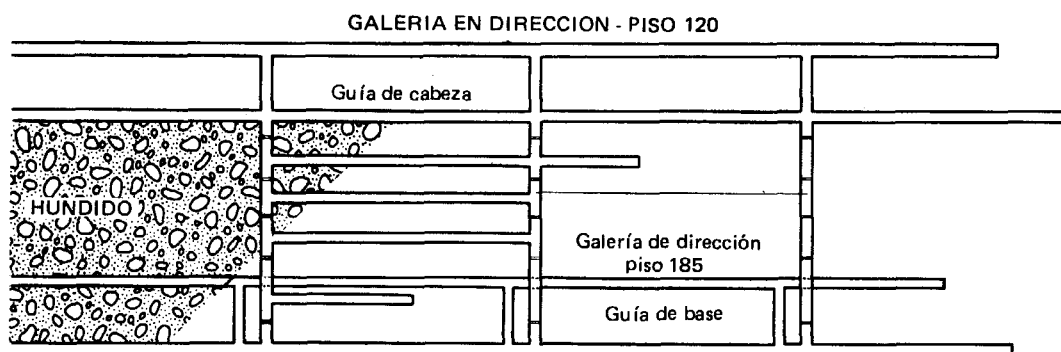 GALERIA EN DIRECCION - PISO 120
Guía de cabeza
HUNDIDO
Galería de dirección
piso 185
Guía de base